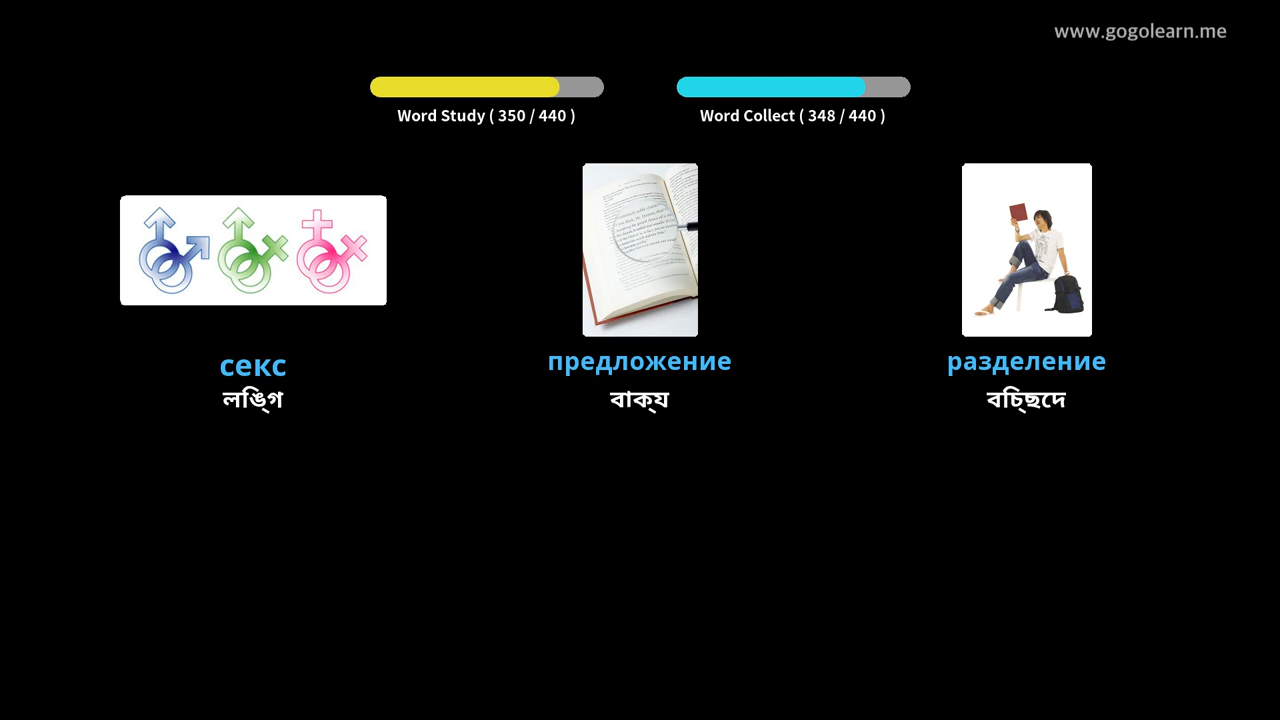 www.gogolearn.me
Word Study ( 350 / 440 )
Word Collect ( 348 / 440 )
секс
предложение
разделение
লিঙ্গ
বাক্য
বিচ্ছেদ